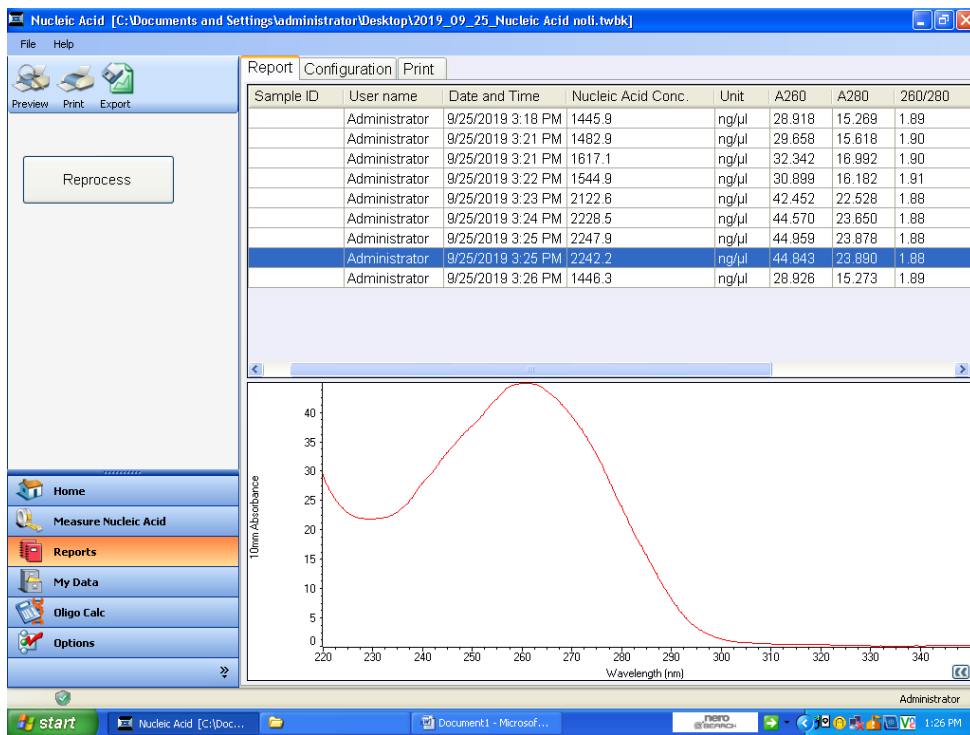 Nucleic Acid [C:\Documents and Settings\administrator\Desktop\2019_09_25_Nucleic Acid noli.twbk]
File Help
Preview Print Export
Reprocess
Report Configuration Print
Sample ID User name Date and Time Nucleic Acid Conc. Unit A260 A280 260/280
Administrator 9/25/2019 3:18 PM 1445.9 ng/µl 28.918 15.269 1.89
Administrator 9/25/2019 3:21 PM 1482.9 ng/µl 29.658 15.618 1.90
Administrator 9/25/2019 3:21 PM 1617.1 ng/µl 32.342 16.992 1.90
Administrator 9/25/2019 3:22 PM 1544.9 ng/µl 30.899 16.182 1.91
Administrator 9/25/2019 3:23 PM 2122.6 ng/µl 42.452 22.528 1.88
Administrator 9/25/2019 3:24 PM 2228.5 ng/µl 44.570 23.650 1.88
Administrator 9/25/2019 3:25 PM 2247.9 ng/µl 44.959 23.878 1.88
Administrator 9/25/2019 3:25 PM 2242.2 ng/µl 44.843 23.890 1.88
Administrator 9/25/2019 3:26 PM 1446.3 ng/µl 28.926 15.273 1.89
Home
Measure Nucleic Acid
Reports
My Data
Oligo Calc
Options
10mm Absorbance
40
35
30
25
20
15
10
5
0
220 230 240 250 260 270 280 290 300 310 320 330 340
Wavelength (nm)
Administrator
start Nucleic Acid [C:\Doc... Document1 - Microsof... nero SEARCH 1:26 PM